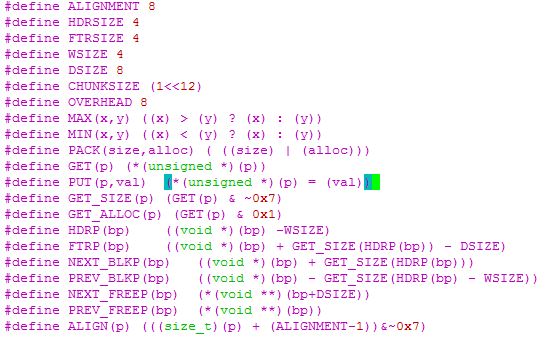 #define ALIGNMENT 8
#define HDRSIZE 4
#define FTRSIZE 4
#define WSIZE 4
#define DSIZE 8
#define CHUNKSIZE (1<<12)
#define OVERHEAD 8
#define MAX(x,y) ((x) > (y) ? (x) : (y))
#define MIN(x,y) ((x) < (y) ? (x) : (y))
#define PACK(size,alloc) ( ((size) | (alloc)))
#define GET(p) (*(unsigned *)(p))
#define PUT(p,val)  (*(unsigned *)(p) = (val))
#define GET_SIZE(p) (GET(p) & ~0x7)
#define GET_ALLOC(p) (GET(p) & 0x1)
#define HDRP(bp)    ((void *)(bp) -WSIZE)
#define FTRP(bp)    ((void *)(bp) + GET_SIZE(HDRP(bp)) - DSIZE)
#define NEXT_BLKP(bp)   ((void *)(bp) + GET_SIZE(HDRP(bp)))
#define PREV_BLKP(bp)   ((void *)(bp) - GET_SIZE(HDRP(bp) - WSIZE))
#define NEXT_FREEP(bp)  (*(void **)(bp+DSIZE))
#define PREV_FREEP(bp)  (*(void **)(bp))
#define ALIGN(p) (((size_t)(p) + (ALIGNMENT-1))&~0x7)